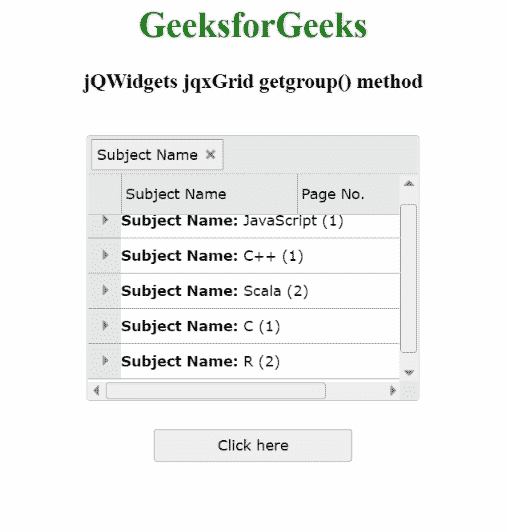 GeeksforGeeks
jQWidgets jqxGrid getgroup() method
Subject Name
Subject Name Page No.
Subject Name: JavaScript (1)
Subject Name: C++ (1)
Subject Name: Scala (2)
Subject Name: C (1)
Subject Name: R (2)
Click here